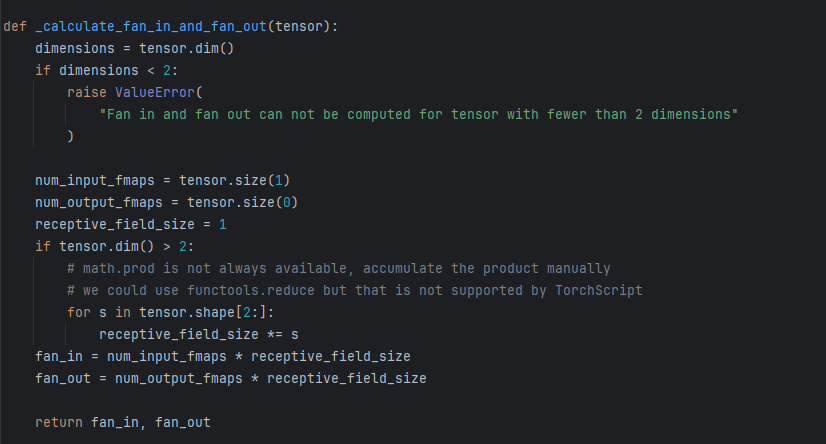 def _calculate_fan_in_and_fan_out(tensor):
    dimensions = tensor.dim()
    if dimensions < 2:
        raise ValueError(
            "Fan in and fan out can not be computed for tensor with fewer than 2 dimensions"
        )

    num_input_fmaps = tensor.size(1)
    num_output_fmaps = tensor.size(0)
    receptive_field_size = 1
    if tensor.dim() > 2:
        # math.prod is not always available, accumulate the product manually
        # we could use functools.reduce but that is not supported by TorchScript
        for s in tensor.shape[2:]:
            receptive_field_size *= s
    fan_in = num_input_fmaps * receptive_field_size
    fan_out = num_output_fmaps * receptive_field_size

    return fan_in, fan_out